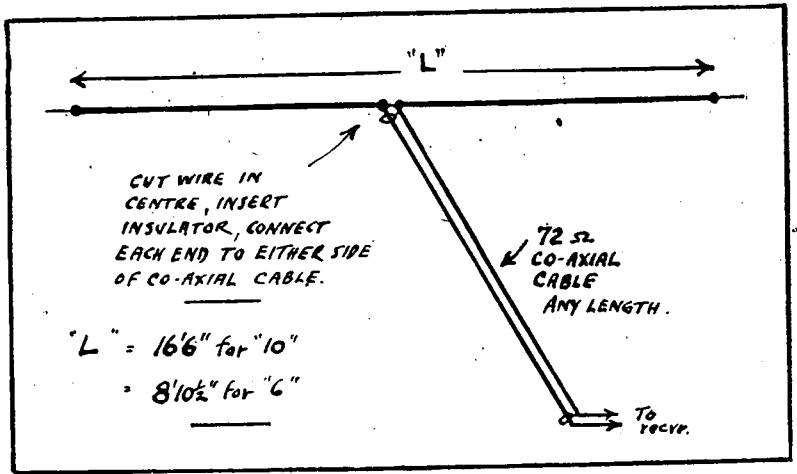 "L"
CUT WIRE IN
CENTRE, INSERT
INSULATOR, CONNECT
EACH END TO EITHER SIDE
OF CO-AXIAL CABLE.
72 Ω
CO-AXIAL
CABLE
ANY LENGTH.
"L" = 16'6" for "10"
= 8'10½" for "6"
To
recvr.